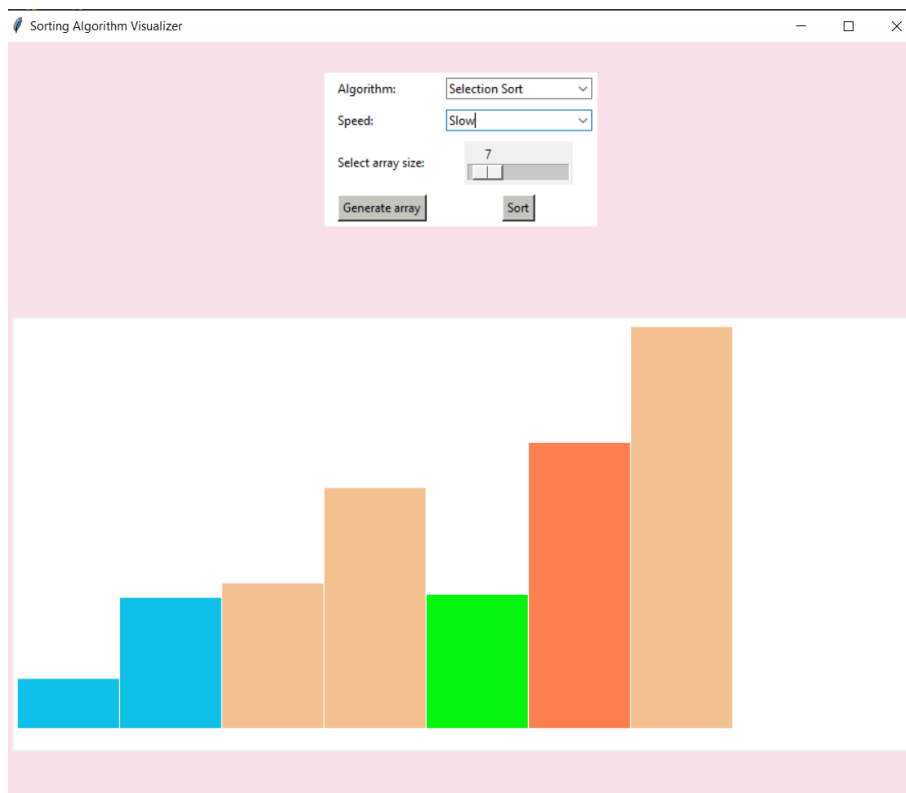 Sorting Algorithm Visualizer
Algorithm: Selection Sort
Speed: Slow
7
Select array size:
Generate array Sort